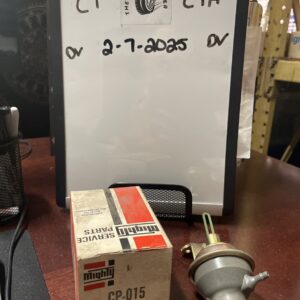 CT
CTA
DV 2-7-2025 DV
Mighty
SERVICE
PARTS
Mighty
CP-015